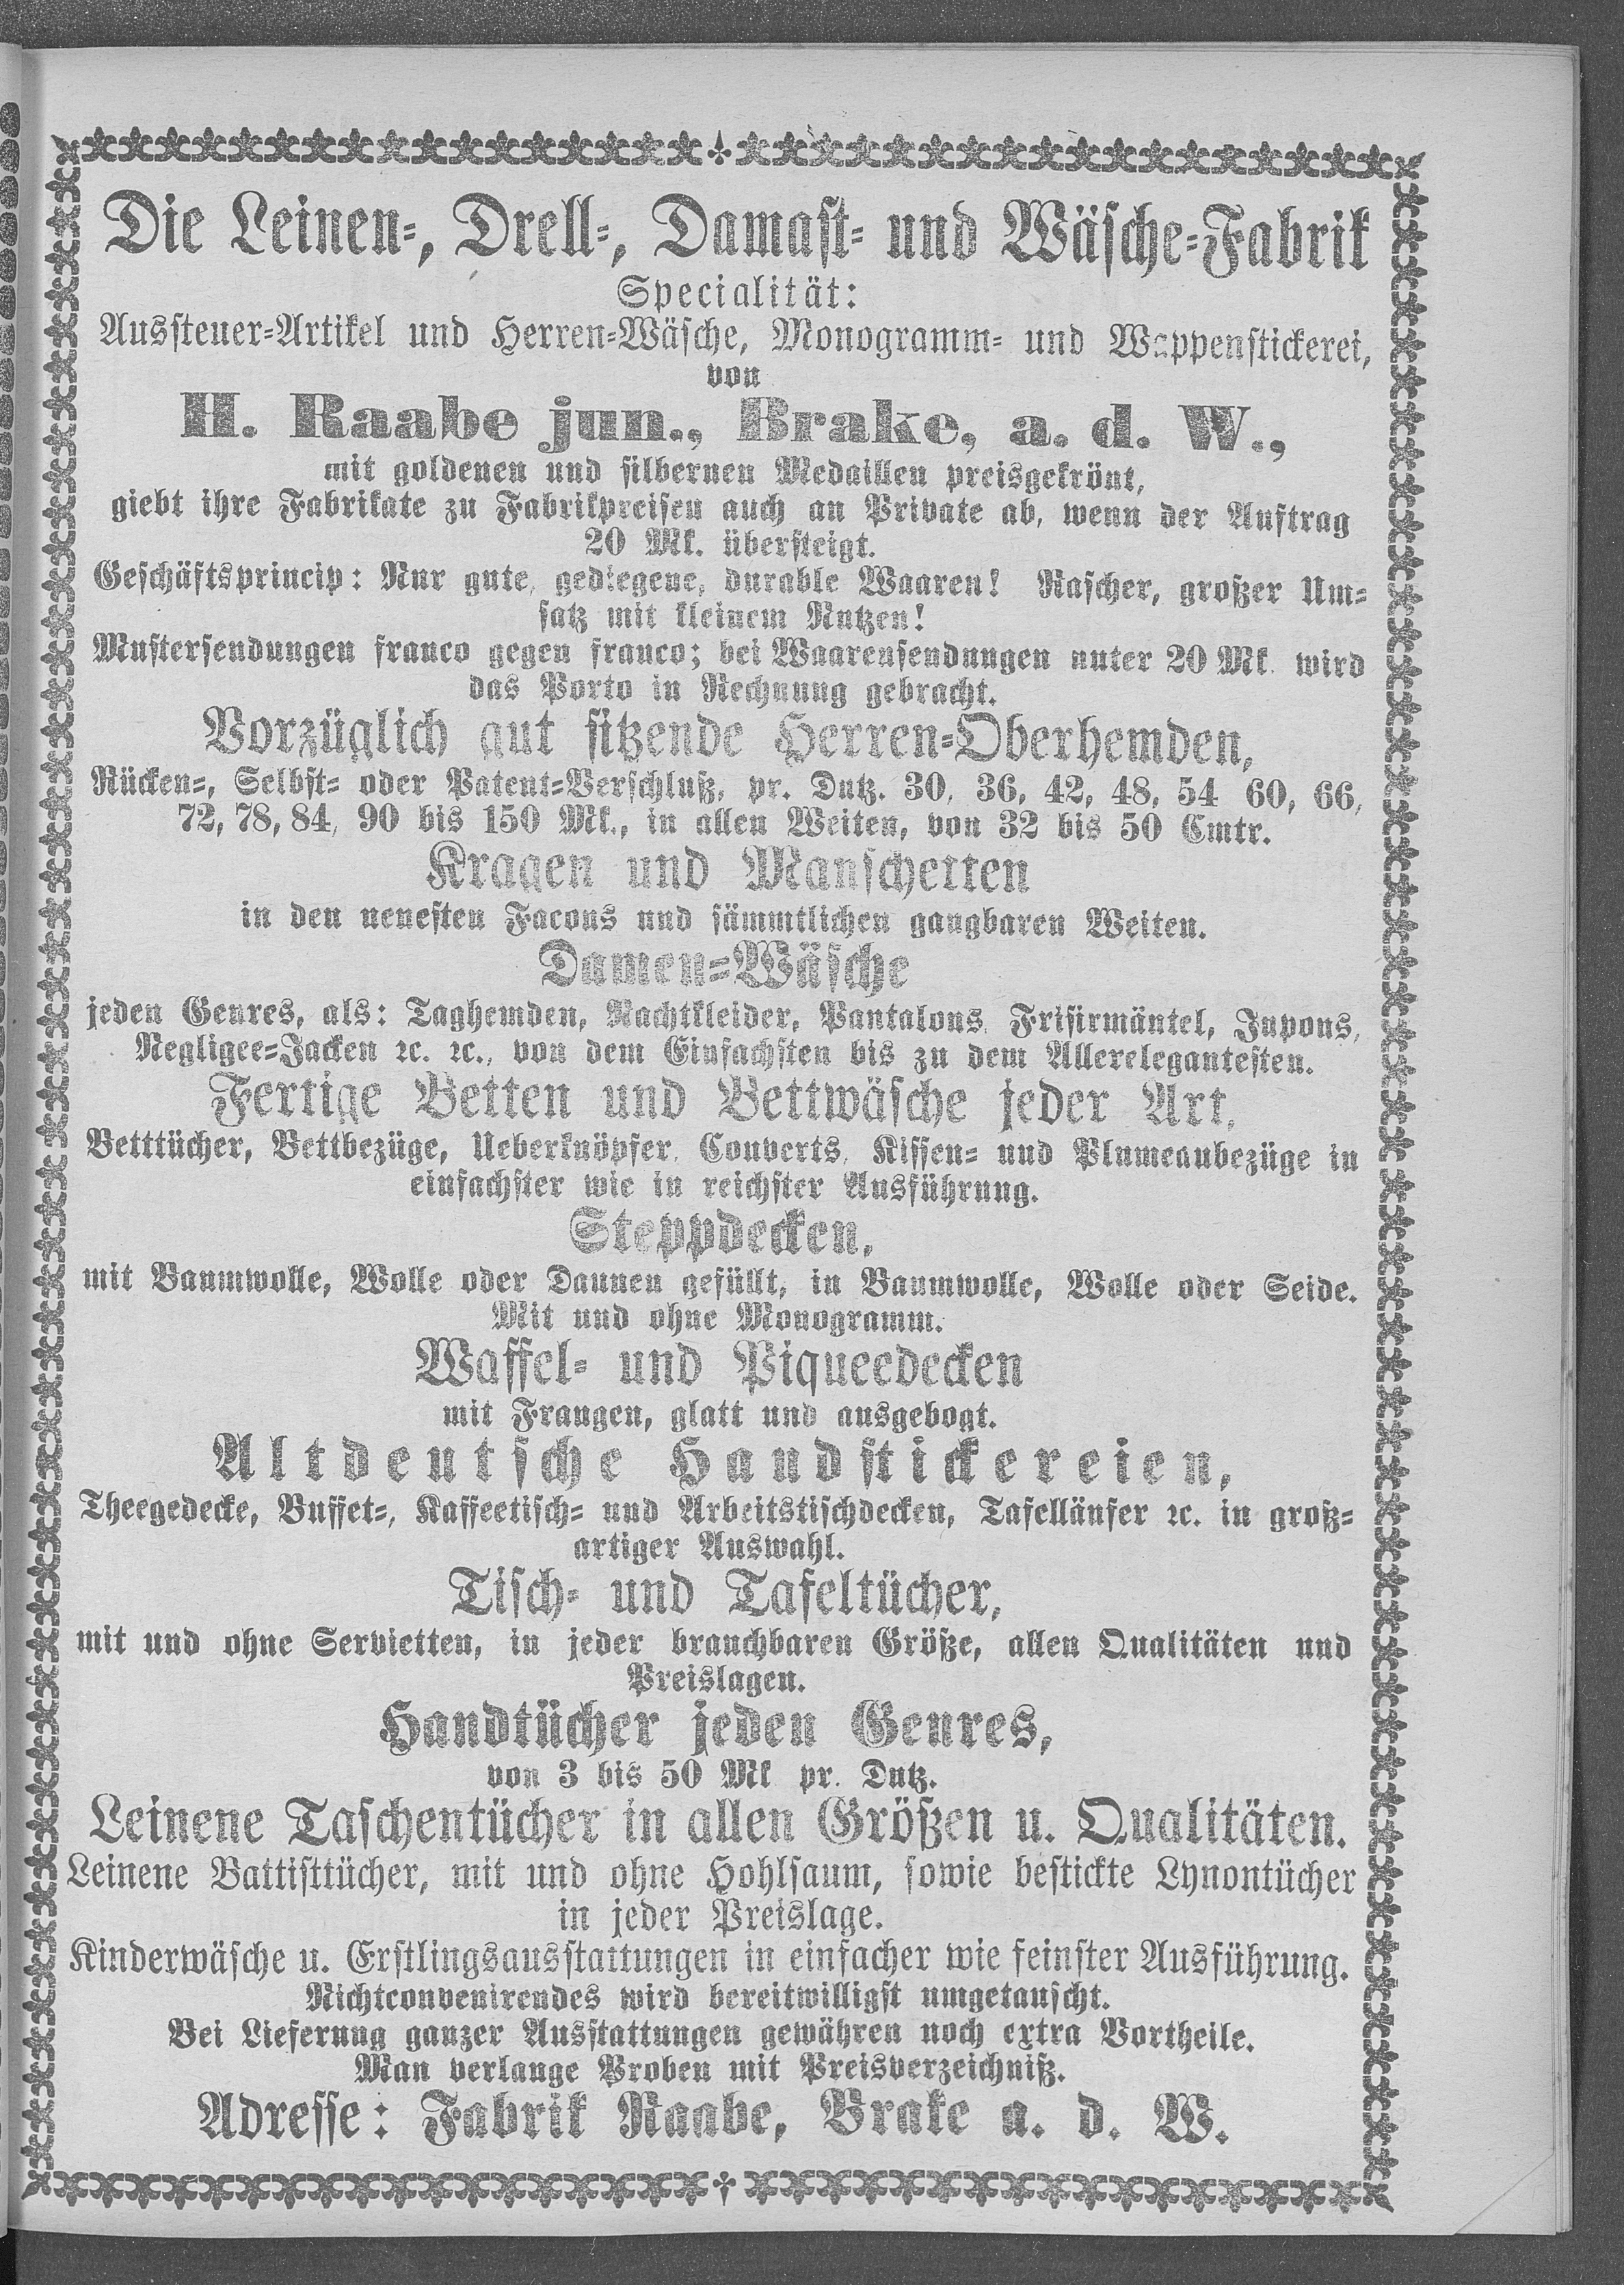 Die Leinen-, Drell-, Damast- und Wäsche-Fabrik
Specialität:
Aussteuer-Artikel und Herren-Wäsche, Monogramm- und Wappenstickerei,
von
H. Raabe jun., Brake, a. d. W.,
mit goldenen und silbernen Medaillen preisgekrönt,
giebt ihre Fabrikate zu Fabrikpreisen auch an Private ab, wenn der Auftrag
20 Mk. übersteigt.
Geschäftsprincip: Nur gute, gediegene, durable Waaren! Rascher, großer Um-
satz mit kleinem Nutzen!
Mustersendungen franco gegen franco; bei Waarensendungen unter 20 Mk. wird
das Porto in Rechnung gebracht.
Vorzüglich gut sitzende Herren-Oberhemden,
Rücken-, Selbst- oder Patent-Verschluß, pr. Dutz. 30, 36, 42, 48, 54 60, 66,
72, 78, 84, 90 bis 150 Mk., in allen Weiten, von 32 bis 50 Cmtr.
Kragen und Manschetten
in den neuesten Facons und sämmtlichen gangbaren Weiten.
Damen-Wäsche
jeden Genres, als: Taghemden, Nachtkleider, Pantalons, Frisirmäntel, Jupons,
Negligee-Jacken ꝛc. ꝛc., von dem Einfachsten bis zu dem Allerelegantesten.
Fertige Betten und Bettwäsche jeder Art,
Betttücher, Bettbezüge, Ueberknöpfer, Couverts, Kissen- und Plumeaubezüge in
einfachster wie in reichster Ausführung.
Steppdecken,
mit Baumwolle, Wolle oder Daunen gefüllt, in Baumwolle, Wolle oder Seide.
Mit und ohne Monogramm.
Waffel- und Piqueedecken
mit Frangen, glatt und ausgebogt.
Altdeutsche Handstickereien,
Theegedecke, Buffet-, Kaffeetisch- und Arbeitstischdecken, Tafelläufer ꝛc. in groß-
artiger Auswahl.
Tisch- und Tafeltücher,
mit und ohne Servietten, in jeder brauchbaren Größe, allen Qualitäten und
Preislagen.
Handtücher jeden Genres,
von 3 bis 50 Mk pr. Dutz.
Leinene Taschentücher in allen Größen u. Qualitäten.
Leinene Battisttücher, mit und ohne Hohlsaum, sowie bestickte Lynontücher
in jeder Preislage.
Kinderwäsche u. Erstlingsausstattungen in einfacher wie feinster Ausführung.
Nichtconvenirendes wird bereitwilligst umgetauscht.
Bei Lieferung ganzer Ausstattungen gewähren noch extra Vortheile.
Man verlange Proben mit Preisverzeichniß.
Adresse: Fabrik Raabe, Brake a. d. W.